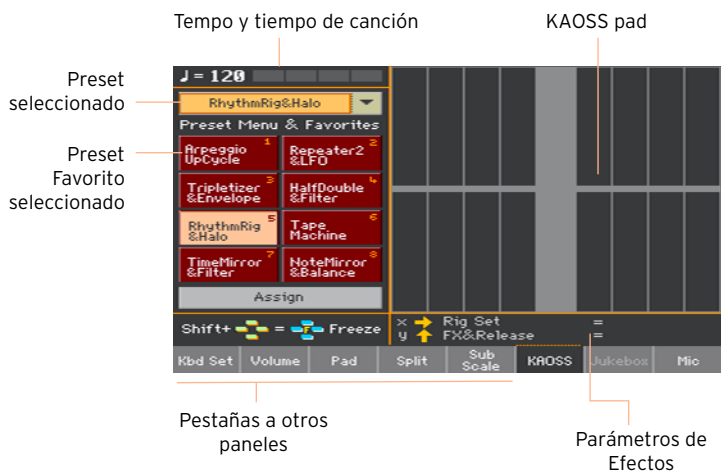 Tempo y tiempo de canción
KAOSS pad
Preset
seleccionado
Preset
Favorito
seleccionado
♩= 120
RhythmRig&Halo
Preset Menu & Favorites
Arpeggio 1
UpCycle
Repeater2 2
&LFO
Tripletizer 3
&Envelope
HalfDouble 4
&Filter
RhythmRig 5
&Halo
Tape 6
Machine
TimeMirror 7
&Filter
NoteMirror 8
&Balance
Assign
Shift+ = F Freeze
x Rig Set =
y FX&Release =
Kbd Set
Volume
Pad
Split
Sub
Scale
KAOSS
Jukebox
Mic
Pestañas a otros
paneles
Parámetros de
Efectos